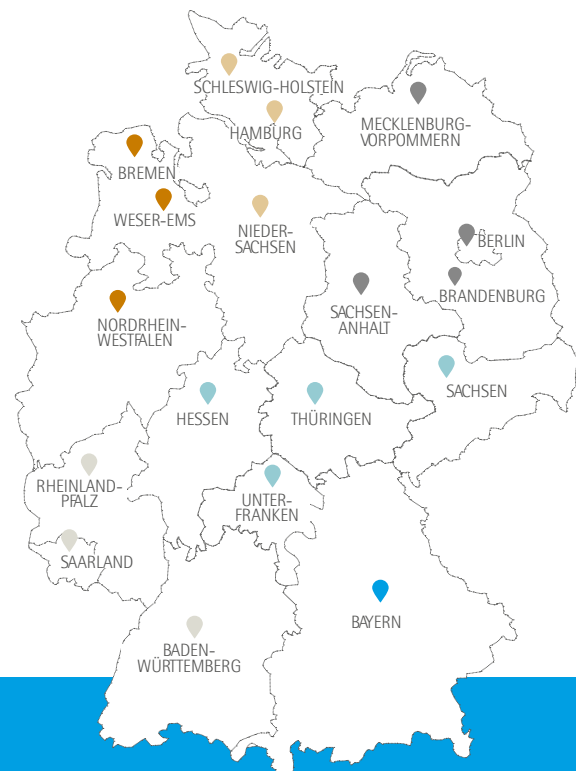 SCHLESWIG-HOLSTEIN
HAMBURG
MECKLENBURG-
VORPOMMERN
BREMEN
WESER-EMS
NIEDER-
SACHSEN
BERLIN
BRANDENBURG
SACHSEN-
ANHALT
NORDRHEIN-
WESTFALEN
HESSEN
THÜRINGEN
SACHSEN
RHEINLAND-
PFALZ
UNTER-
FRANKEN
SAARLAND
BAYERN
BADEN-
WÜRTTEMBERG